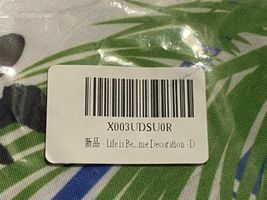 X003UDSU0R
新品 - Life is Be...me Decoration - D